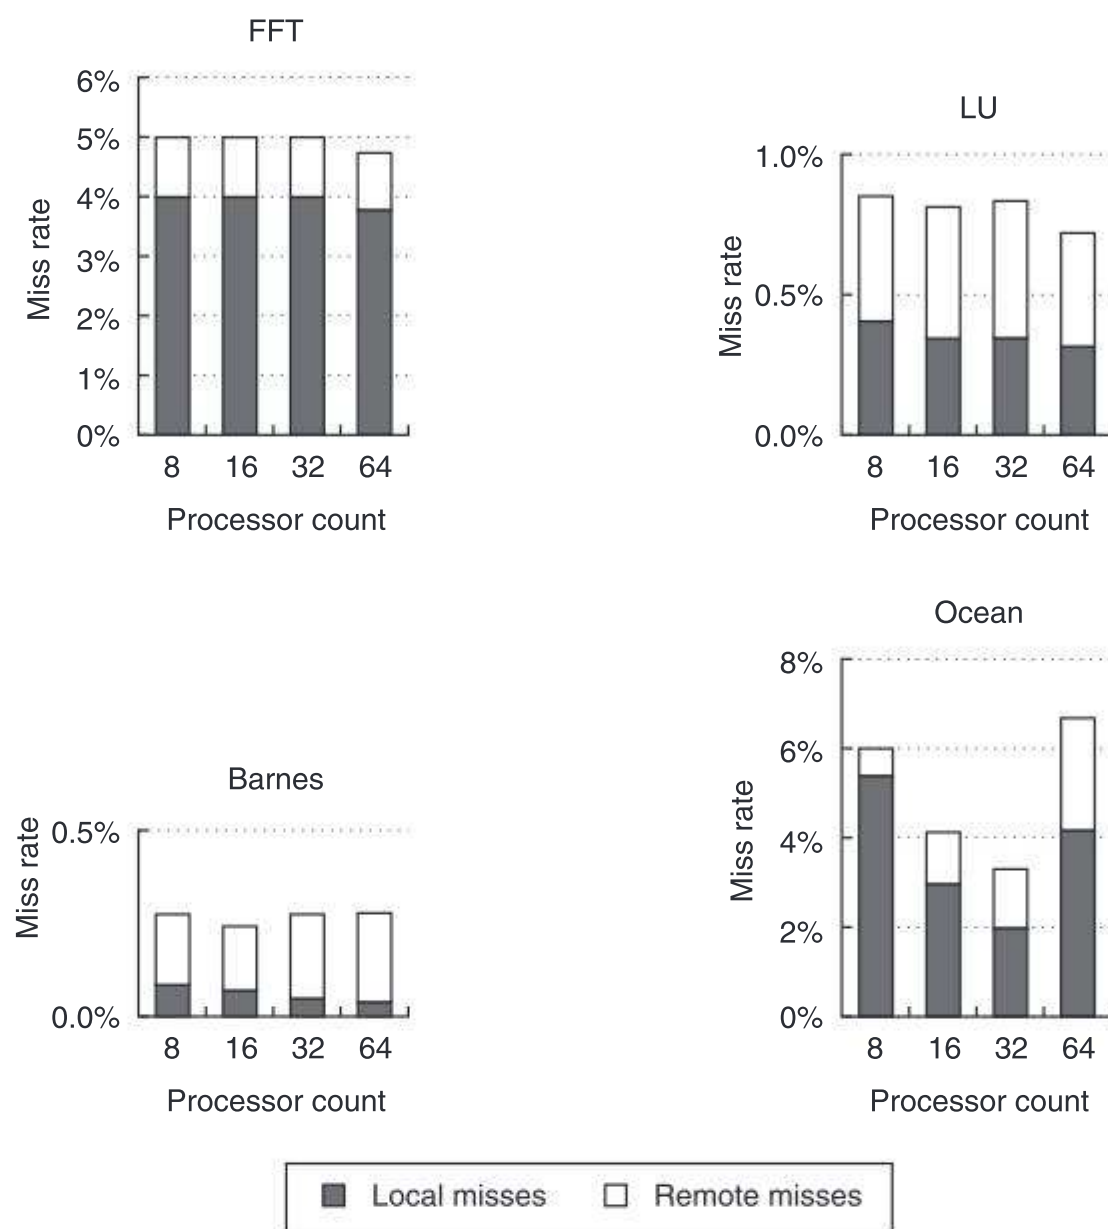 FFT
6%
5%
4%
3%
2%
1%
0%
Miss rate
8 16 32 64
Processor count
LU
1.0%
0.5%
0.0%
Miss rate
8 16 32 64
Processor count
Barnes
0.5%
0.0%
Miss rate
8 16 32 64
Processor count
Ocean
8%
6%
4%
2%
0%
Miss rate
8 16 32 64
Processor count
Local misses Remote misses